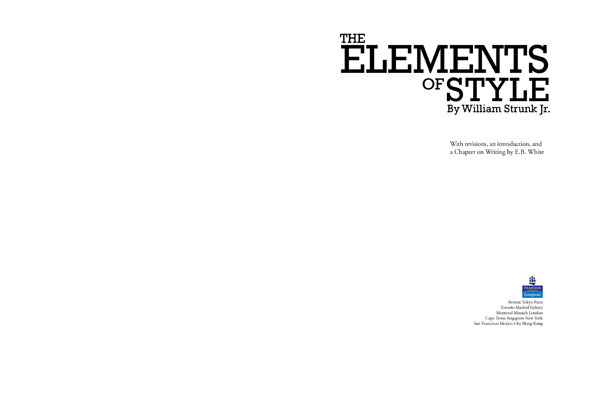 THE
ELEMENTS
OF STYLE
By William Strunk Jr.
With revisions, an introduction, and
a Chapter on Writing by E.B. White
PEARSON
Longman
Boston Tokyo Paris
Toronto Madrid Sydney
Montreal Munich London
Cape Town Singapore New York
San Francisco Mexico City Hong Kong